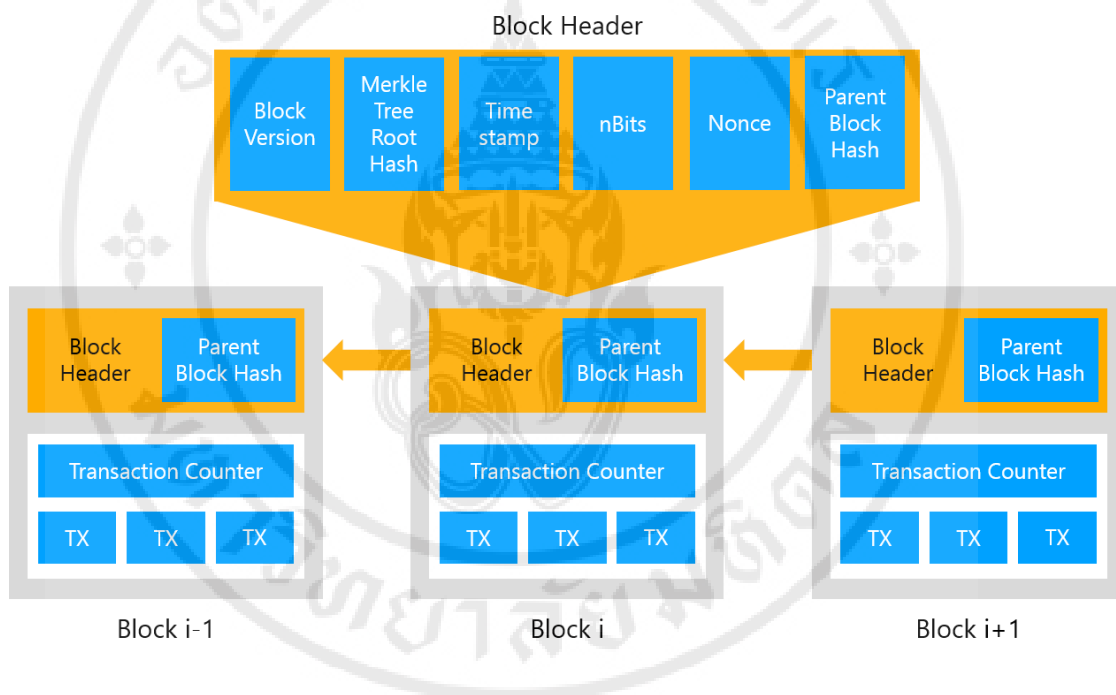 Block Header
Block
Version
Merkle
Tree
Root
Hash
Time
stamp
nBits
Nonce
Parent
Block
Hash
Block
Header
Parent
Block Hash
Block
Header
Parent
Block Hash
Block
Header
Parent
Block Hash
Transaction Counter
Transaction Counter
Transaction Counter
TX TX TX
TX TX TX
TX TX TX
Block i-1
Block i
Block i+1